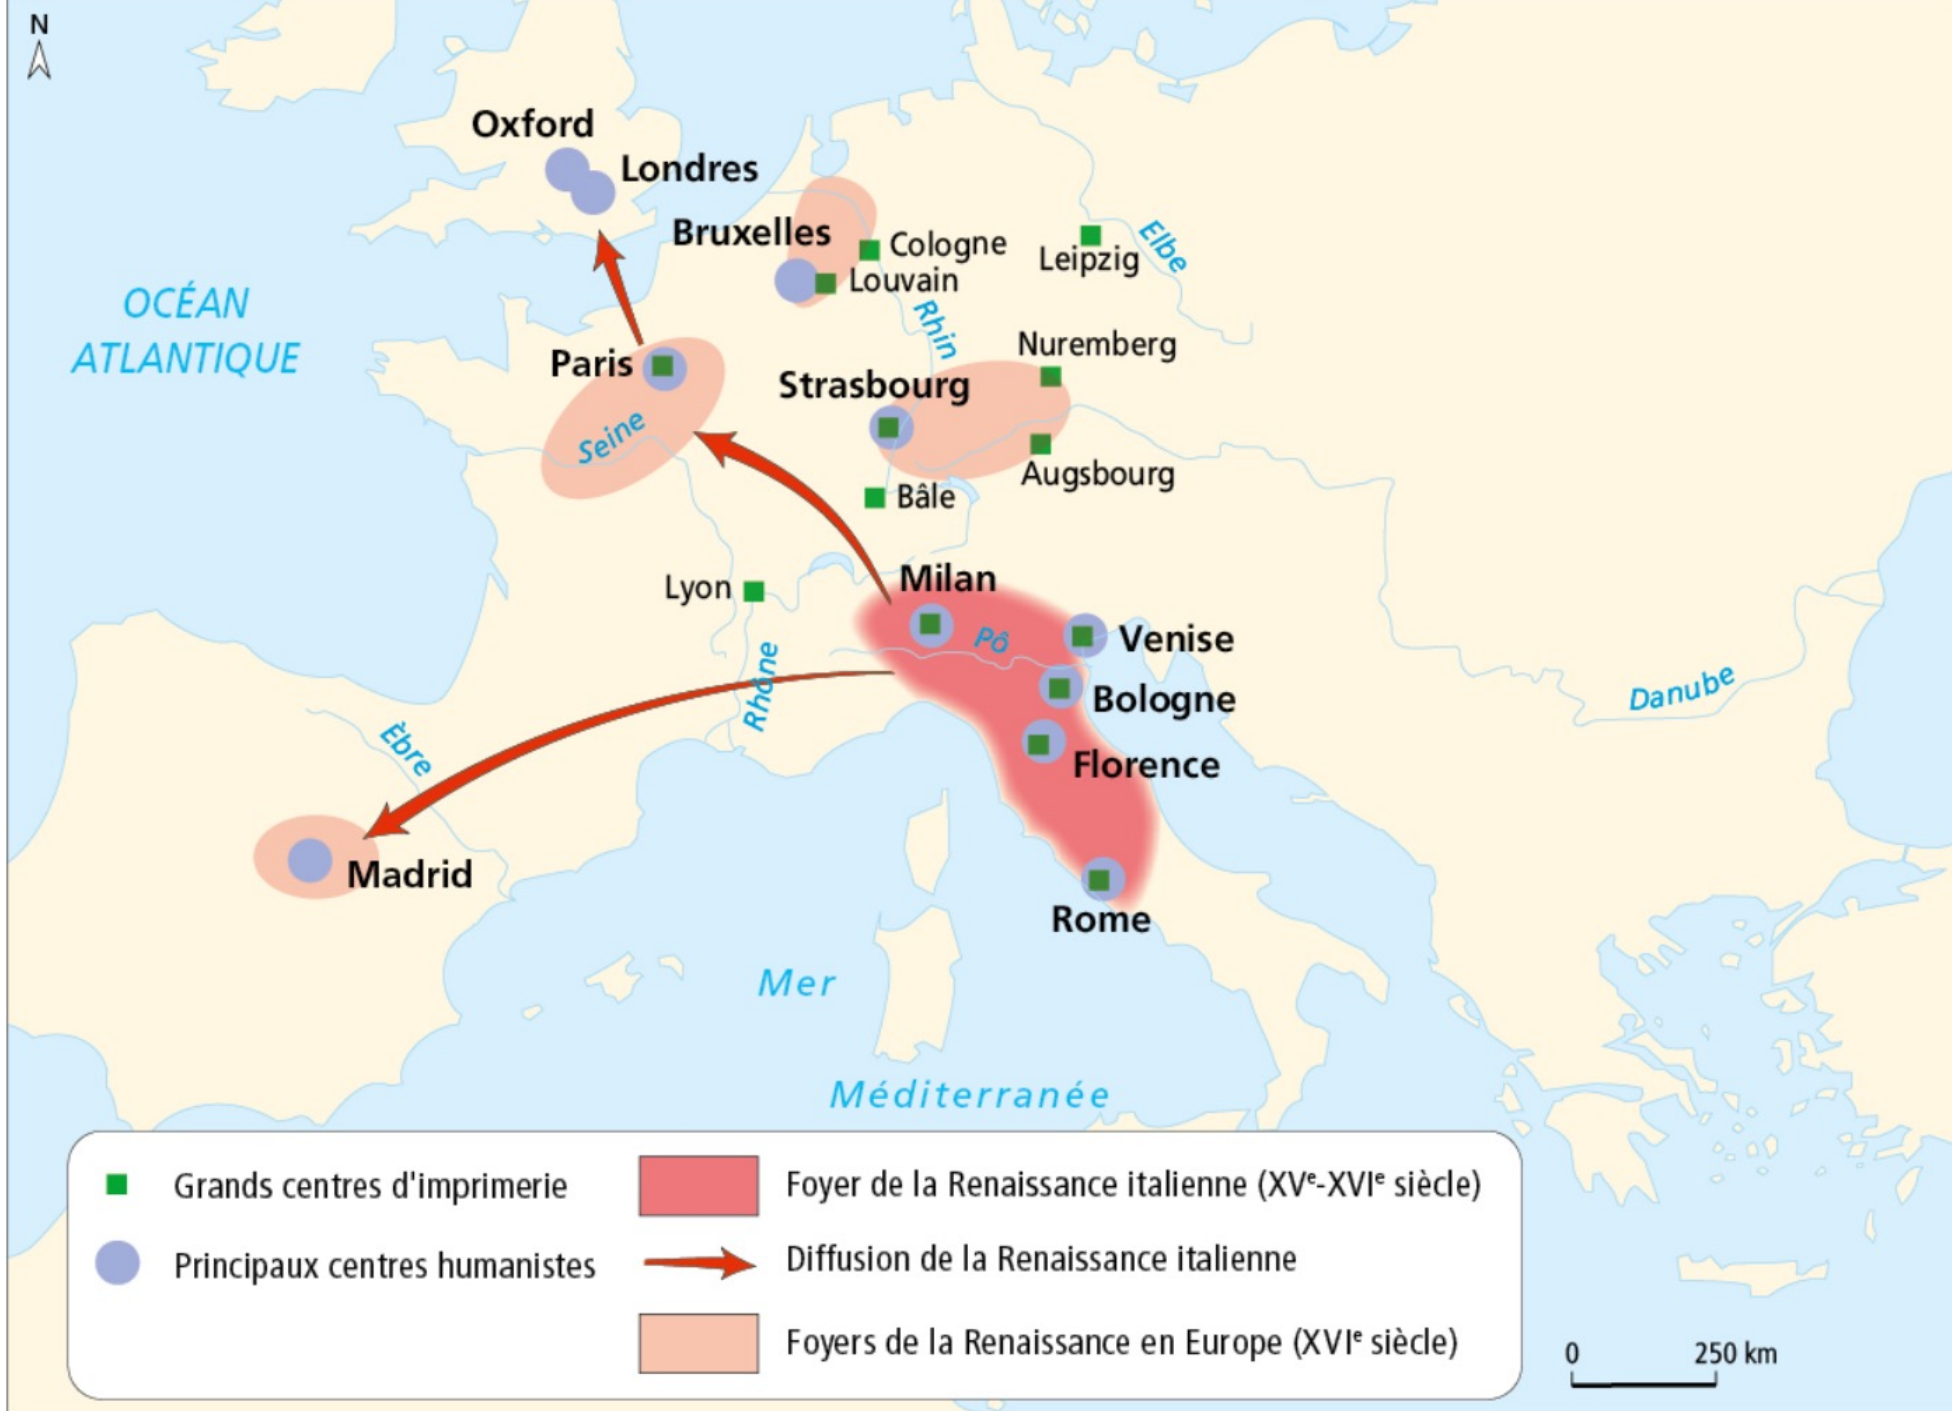 N
Oxford
Londres
Bruxelles
Cologne
Louvain
Leipzig
Elbe
Rhin
OCÉAN
ATLANTIQUE
Paris
Seine
Strasbourg
Nuremberg
Augsbourg
Bâle
Lyon
Rhône
Milan
Pô
Venise
Bologne
Florence
Danube
Èbre
Madrid
Rome
Mer
Méditerranée
Grands centres d'imprimerie
Principaux centres humanistes
Foyer de la Renaissance italienne (XVe-XVIe siècle)
Diffusion de la Renaissance italienne
Foyers de la Renaissance en Europe (XVIe siècle)
0 250 km